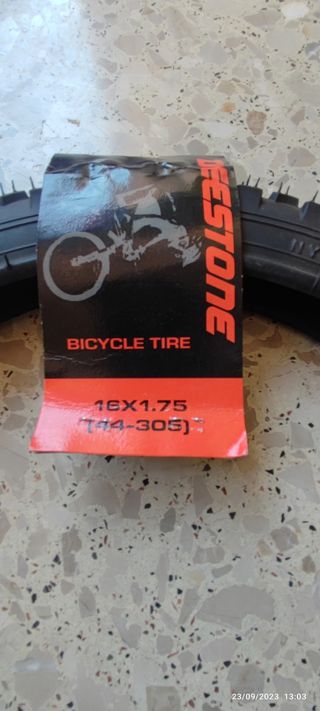 DEESTONE
BICYCLE TIRE
16X1.75
(44-305)
23/09/2023 13:03